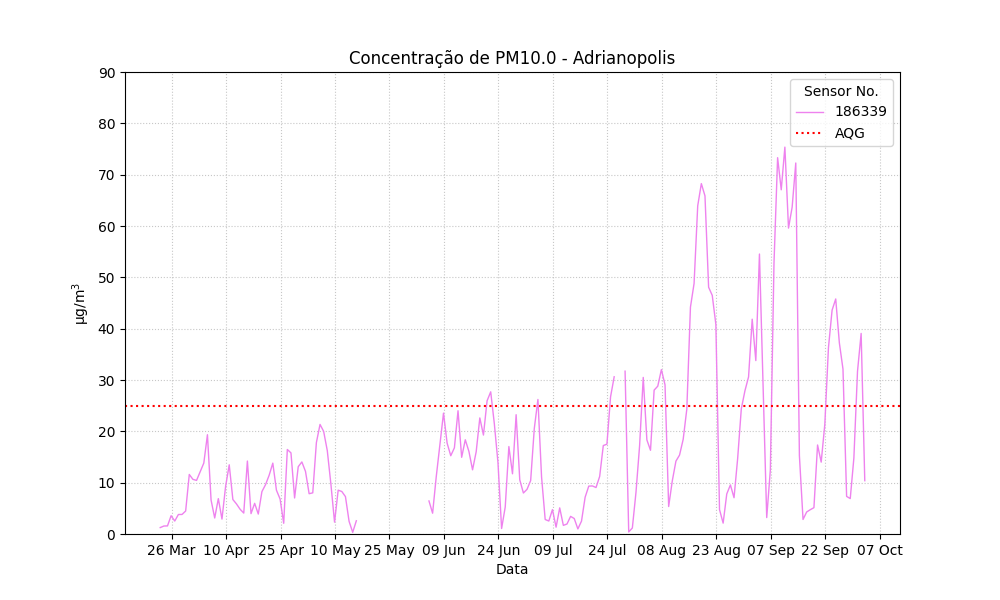 Concentração de PM10.0 - Adrianopolis
90
80
70
60
50
40
30
20
10
0
µg/m³
Sensor No.
186339
AQG
26 Mar 10 Apr 25 Apr 10 May 25 May 09 Jun 24 Jun 09 Jul 24 Jul 08 Aug 23 Aug 07 Sep 22 Sep 07 Oct
Data